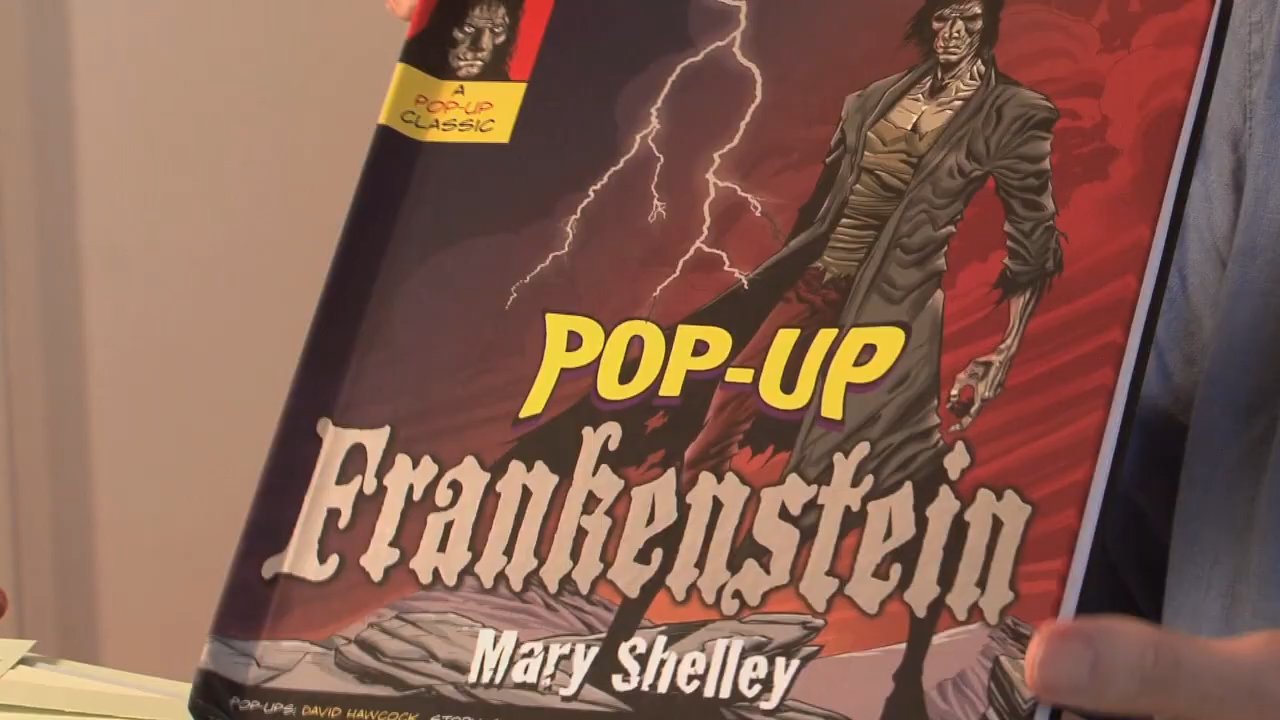 A
POP-UP
CLASSIC
POP-UP
Frankenstein
Mary Shelley
POP-UPS: DAVID HAWCOCK